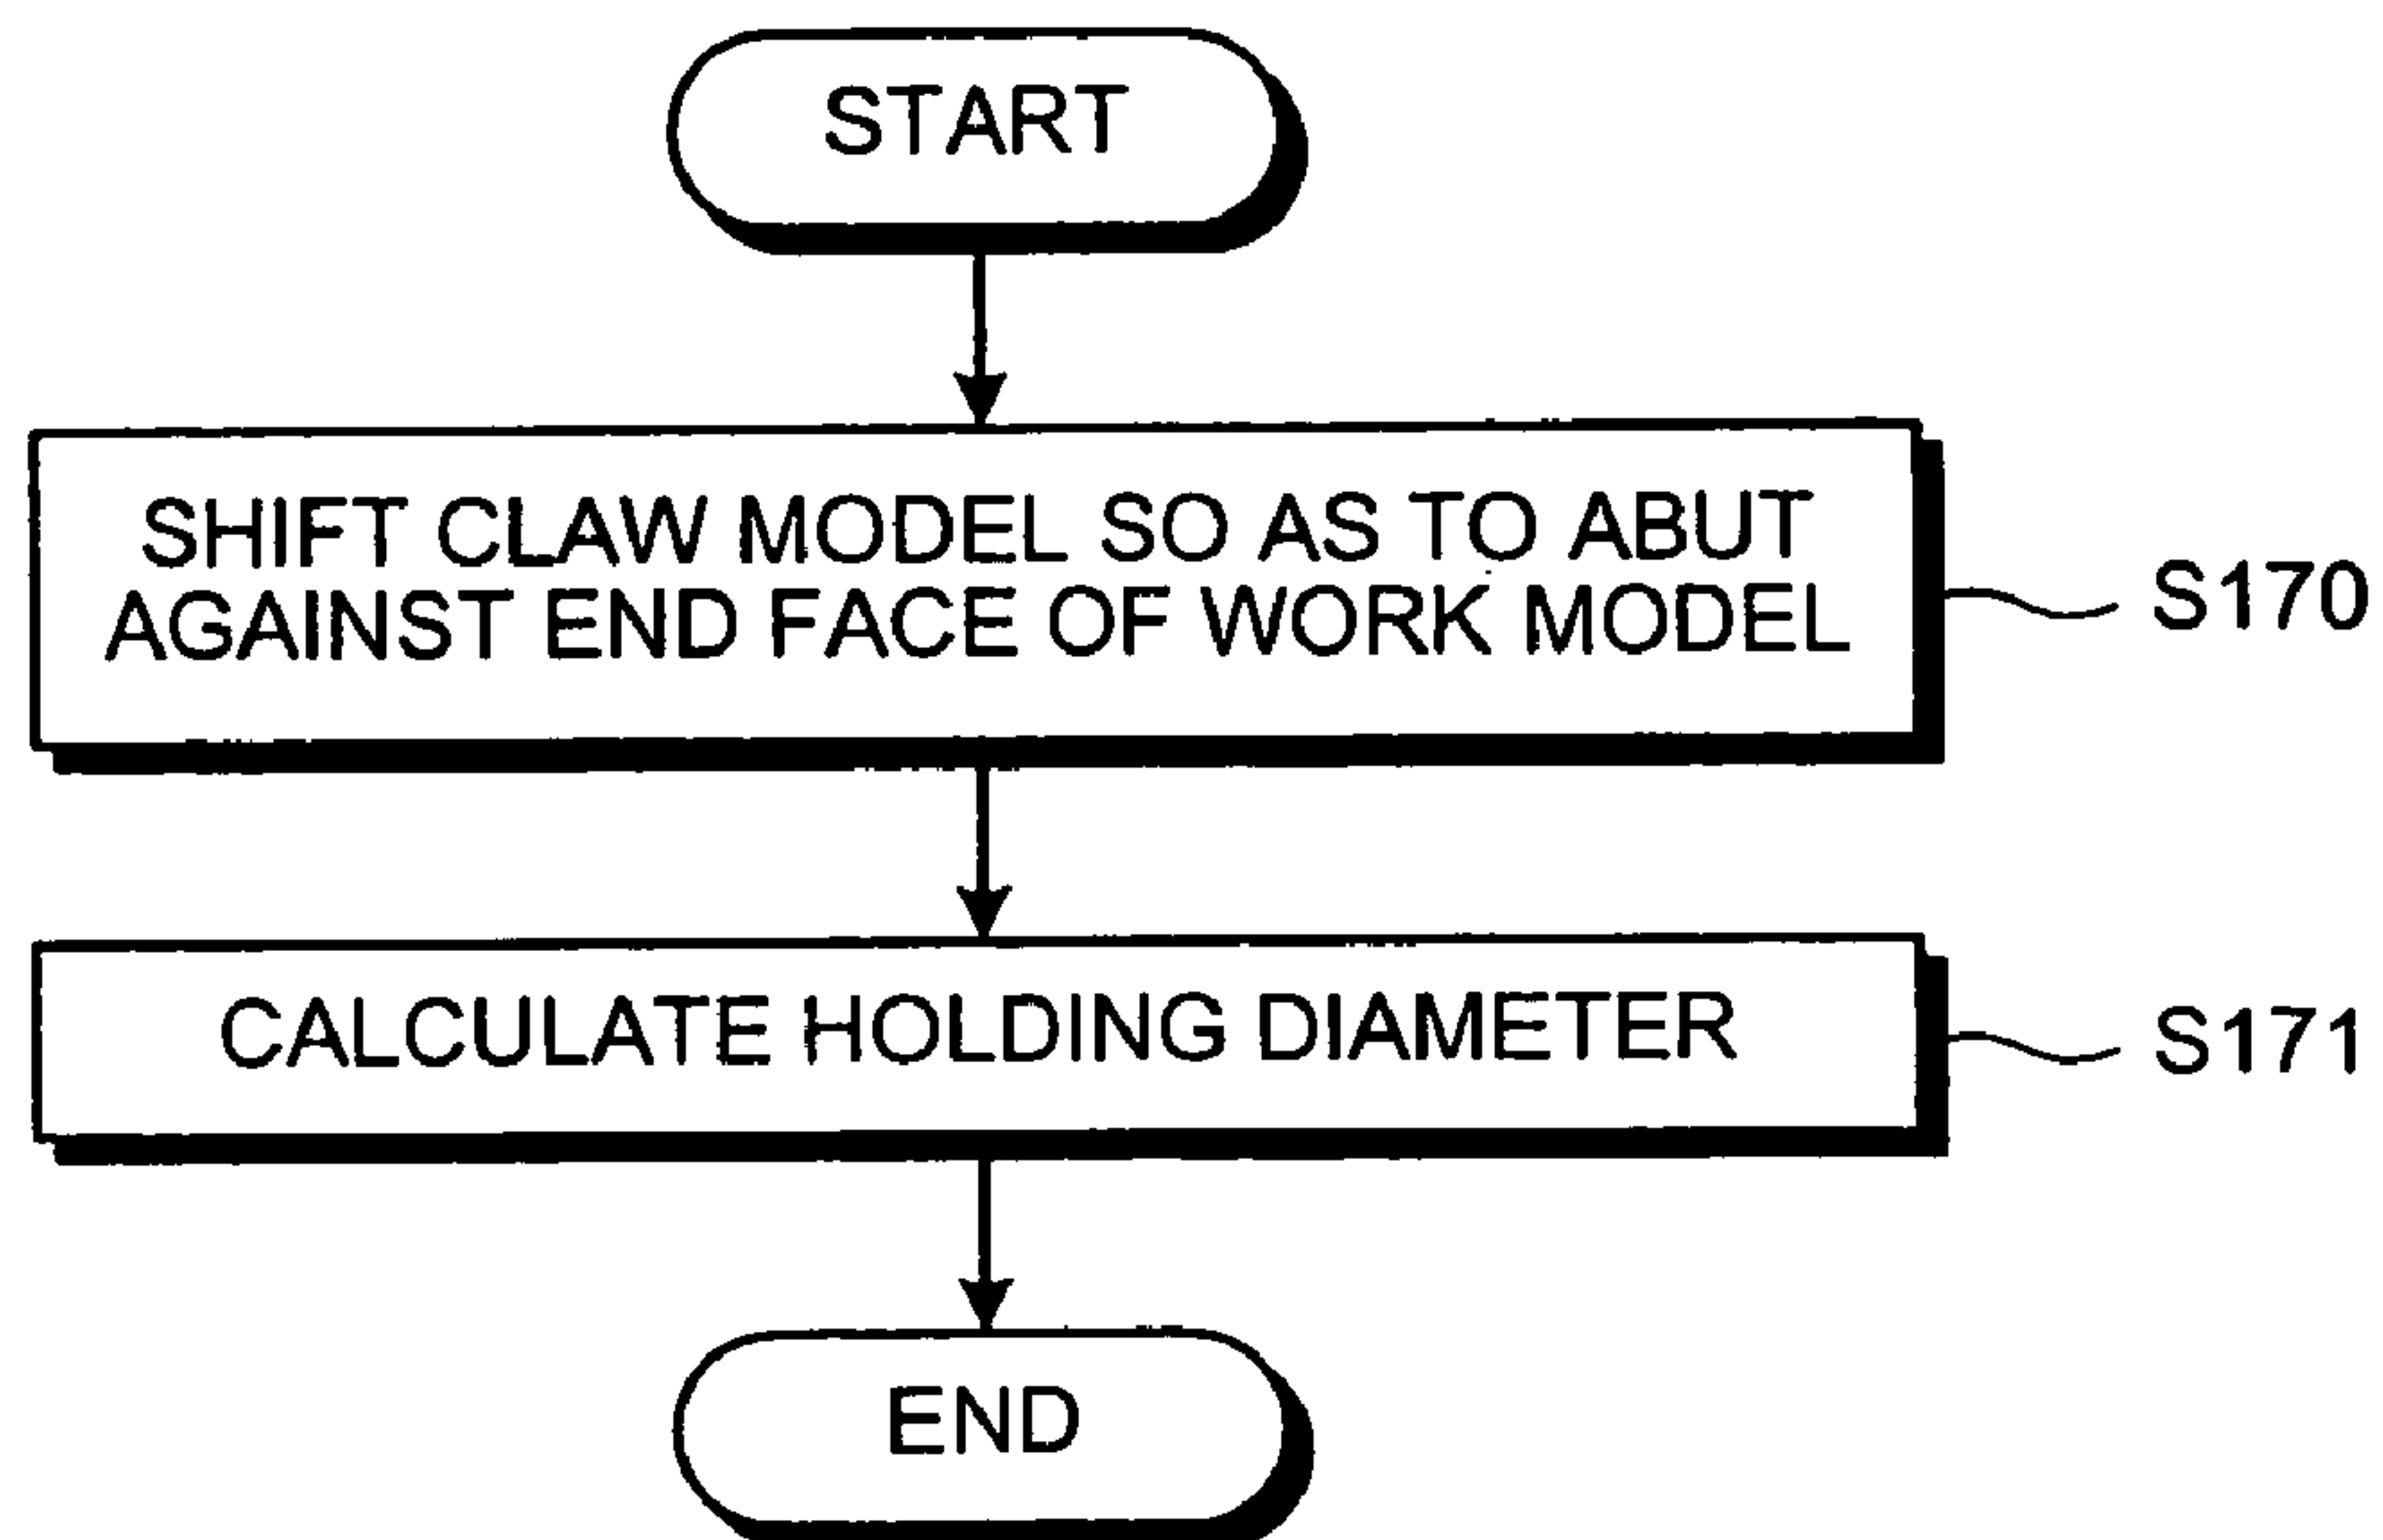 START
SHIFT CLAW MODEL SO AS TO ABUT
AGAINST END FACE OF WORK MODEL
S170
CALCULATE HOLDING DIAMETER
S171
END